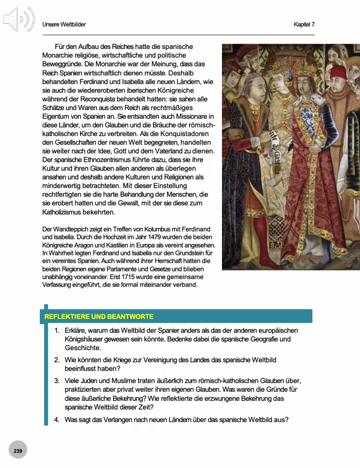 Unsere Weltbilder
Kapitel 7
Für den Aufbau des Reiches hatte die spanische
Monarchie religiöse, wirtschaftliche und politische
Beweggründe. Die Monarchie war der Meinung, dass das
Reich Spanien wirtschaftlich dienen müsste. Deshalb
behandelten Ferdinand und Isabella alle neuen Ländern, wie
sie auch die wiedereroberten iberischen Königreiche
während der Reconquista behandelt hatten: sie sahen alle
Schätze und Waren aus dem Reich als rechtmäßiges
Eigentum von Spanien an. Sie entsandten auch Missionare in
diese Länder, um den Glauben und die Bräuche der römisch-
katholischen Kirche zu verbreiten. Als die Konquistadoren
den Gesellschaften der neuen Welt begegneten, handelten
sie weiter nach der Idee, Gott und dem Vaterland zu dienen.
Der spanische Ethnozentrismus führte dazu, dass sie ihre
Kultur und ihren Glauben allen anderen als überlegen
ansahen und deshalb andere Kulturen und Religionen als
minderwertig betrachteten. Mit dieser Einstellung
rechtfertigten sie die harte Behandlung der Menschen, die
sie erobert hatten und die Gewalt, mit der sie diese zum
Katholizismus bekehrten.
Der Wandteppich zeigt ein Treffen von Kolumbus mit Ferdinand
und Isabella. Durch die Hochzeit im Jahr 1479 wurden die beiden
Königreiche Aragon und Kastilien in Europa als vereint angesehen.
In Wahrheit legten Ferdinand und Isabella nur den Grundstein für
ein vereintes Spanien. Auch während ihrer Herrschaft hatten die
beiden Regionen eigene Parlamente und Gesetze und blieben
unabhängig voneinander. Erst 1715 wurde eine gemeinsame
Verfassung eingeführt, die sie formal miteinander verband.
REFLEKTIERE UND BEANTWORTE
1. Erkläre, warum das Weltbild der Spanier anders als das der anderen europäischen
Königshäuser gewesen sein könnte. Bedenke dabei die spanische Geografie und
Geschichte.
2. Wie könnten die Kriege zur Vereinigung des Landes das spanische Weltbild
beeinflusst haben?
3. Viele Juden und Muslime traten äußerlich zum römisch-katholischen Glauben über,
praktizierten aber privat weiter ihren eigenen Glauben. Was waren die Gründe für
diese äußerliche Bekehrung? Wie reflektierte die erzwungene Bekehrung das
spanische Weltbild dieser Zeit?
4. Was sagt das Verlangen nach neuen Ländern über das spanische Weltbild aus?
239